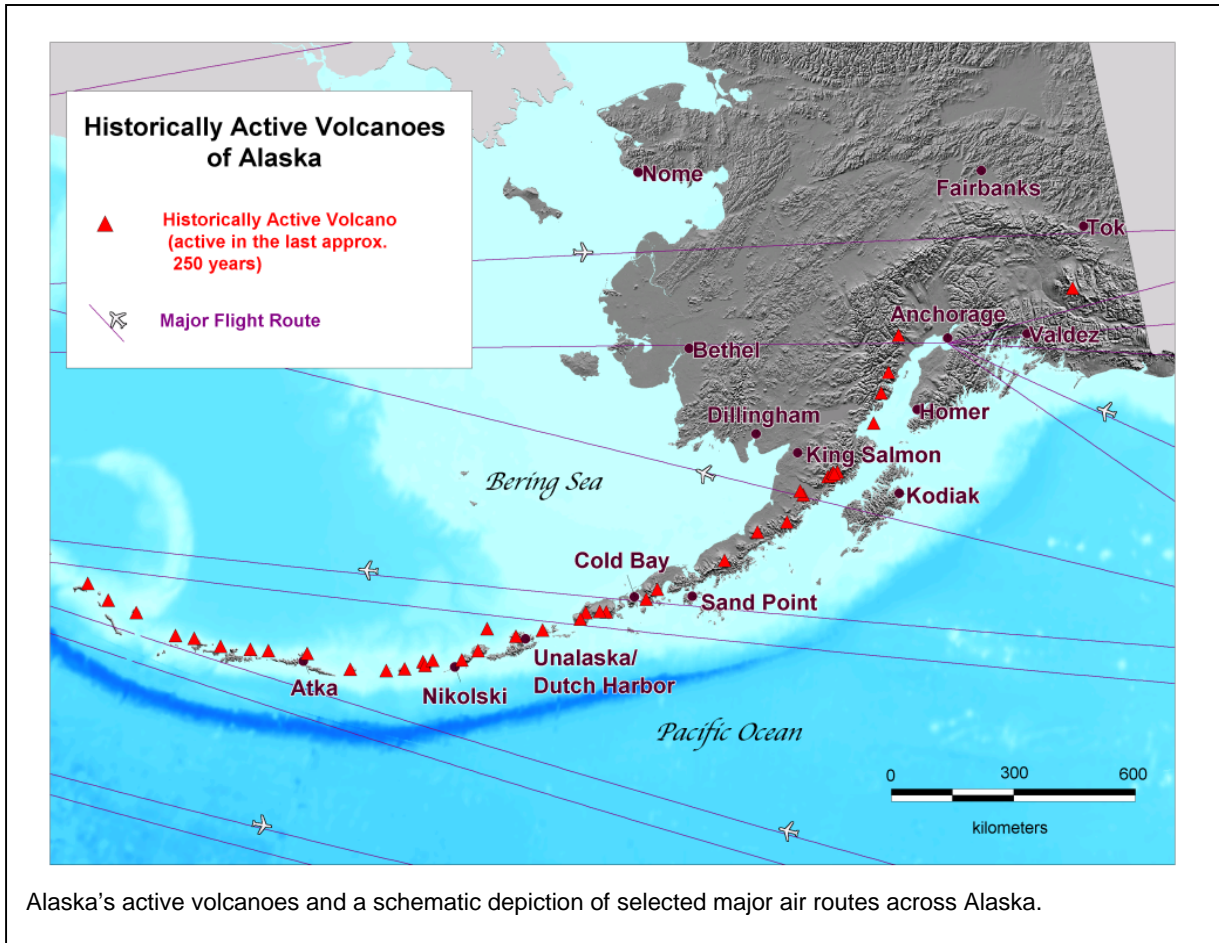 Historically Active Volcanoes
of Alaska
Historically Active Volcano
(active in the last approx.
250 years)
Major Flight Route
Nome
Fairbanks
Tok
Anchorage
Valdez
Bethel
Dillingham
Homer
King Salmon
Kodiak
Bering Sea
Cold Bay
Sand Point
Unalaska/
Dutch Harbor
Atka
Nikolski
Pacific Ocean
0 300 600
kilometers
Alaska’s active volcanoes and a schematic depiction of selected major air routes across Alaska.